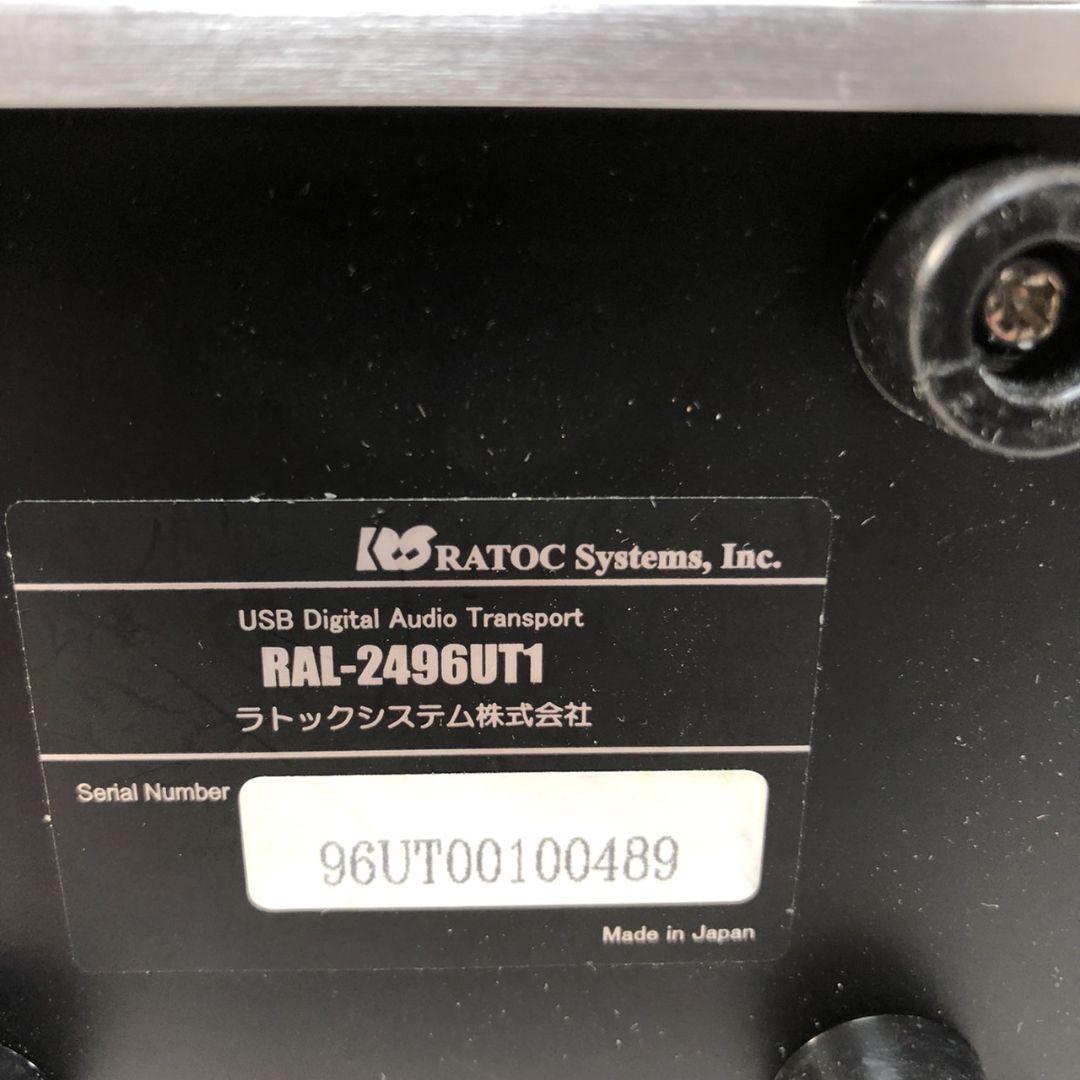 RATOC Systems, Inc.
USB Digital Audio Transport
RAL-2496UT1
ラトックシステム株式会社
Serial Number
96UT00100489
Made in Japan